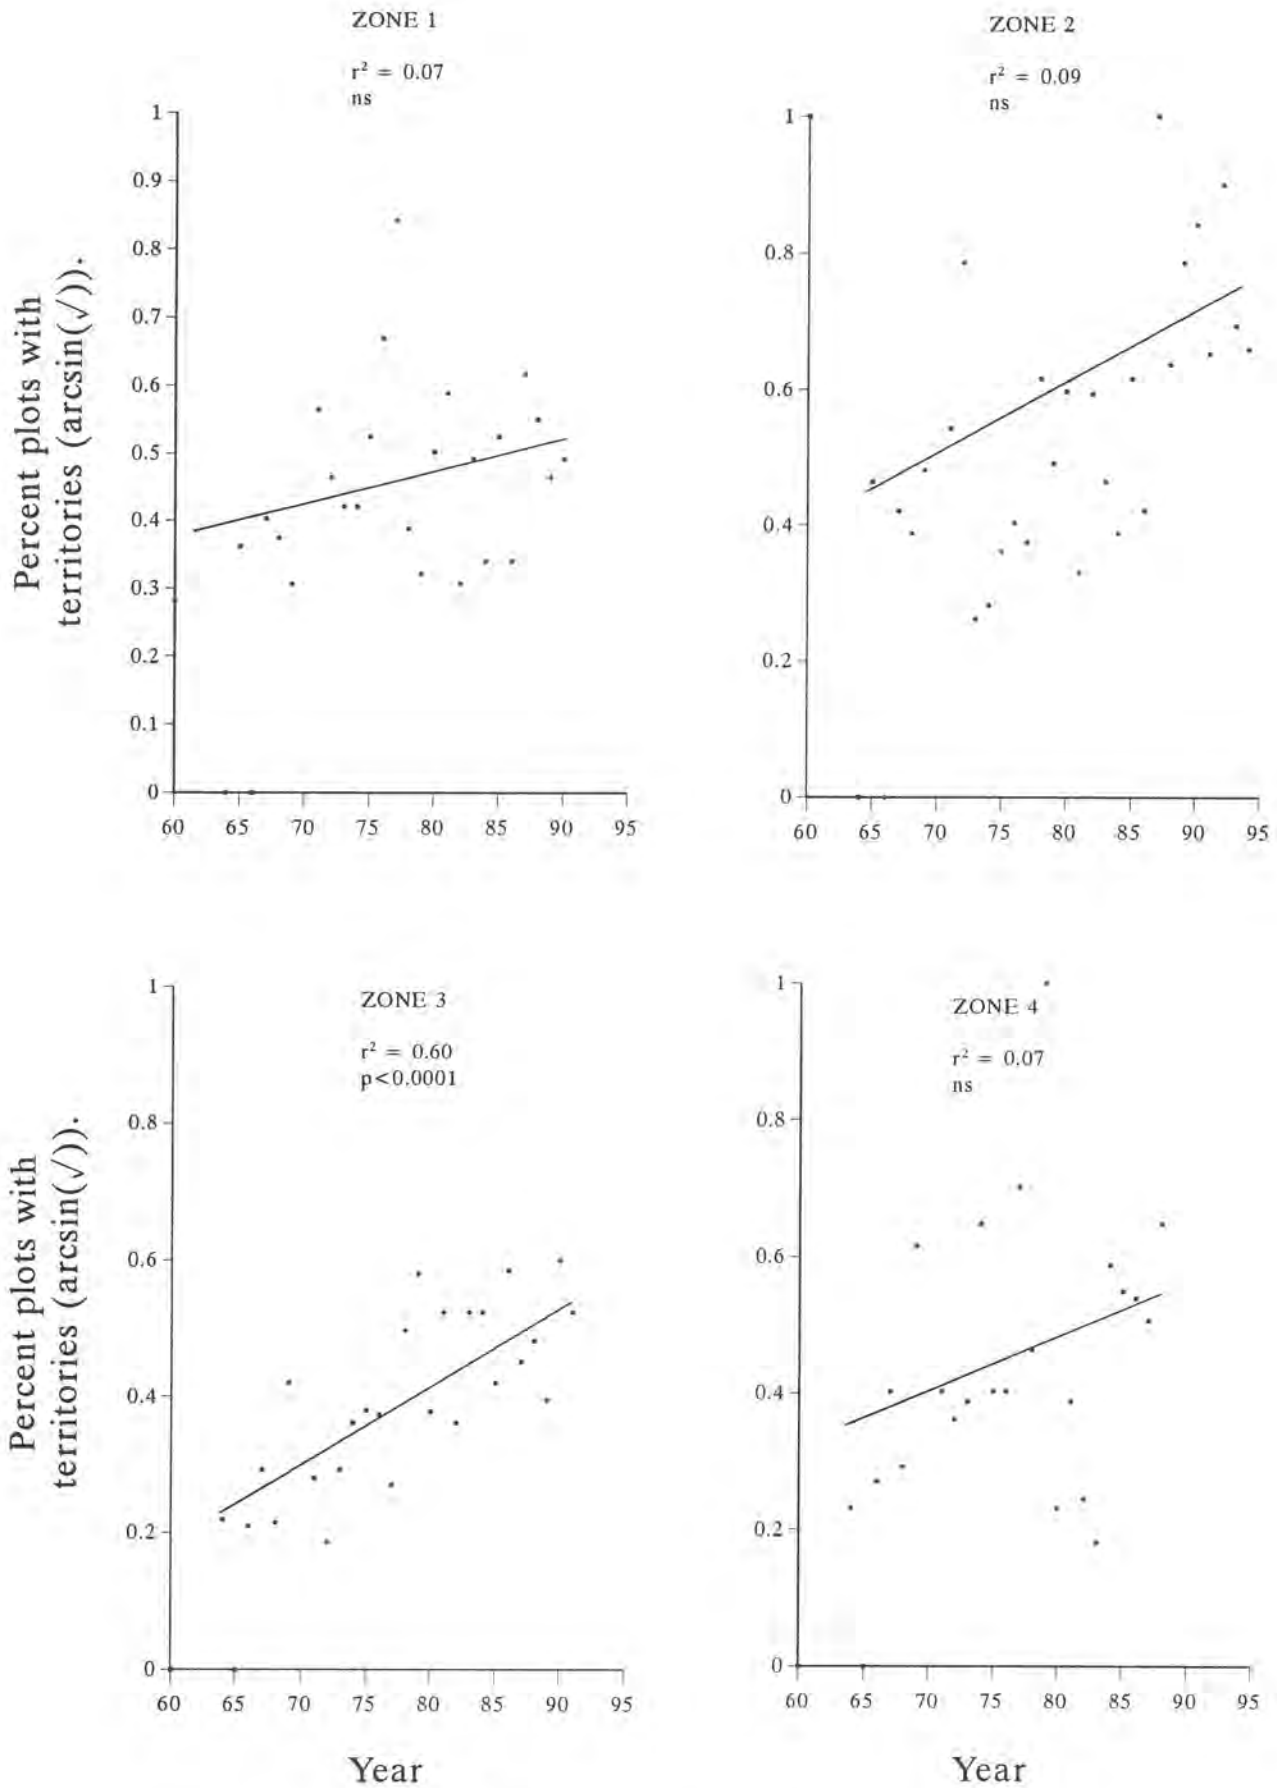 ZONE 1
r² = 0.07
ns
Percent plots with
territories (arcsin(√)).
1
0.9
0.8
0.7
0.6
0.5
0.4
0.3
0.2
0.1
0
60 65 70 75 80 85 90 95
ZONE 2
r² = 0.09
ns
1
0.8
0.6
0.4
0.2
0
60 65 70 75 80 85 90 95
ZONE 3
r² = 0.60
p<0.0001
Percent plots with
territories (arcsin(√)).
1
0.8
0.6
0.4
0.2
0
60 65 70 75 80 85 90 95
Year
ZONE 4
r² = 0.07
ns
1
0.8
0.6
0.4
0.2
0
60 65 70 75 80 85 90 95
Year